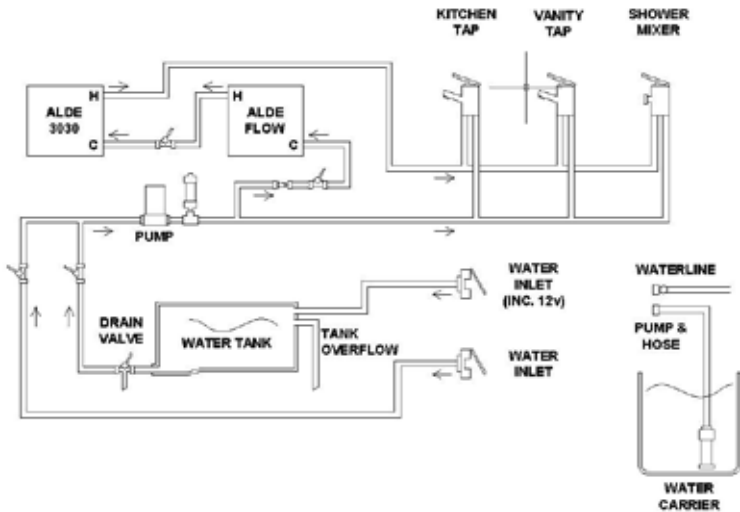 KITCHEN
TAP
VANITY
TAP
SHOWER
MIXER
H
ALDE
3030
C
H
ALDE
FLOW
C
PUMP
WATER
INLET
(INC. 12v)
WATERLINE
DRAIN
VALVE
WATER TANK
TANK
OVERFLOW
PUMP &
HOSE
WATER
INLET
WATER
CARRIER